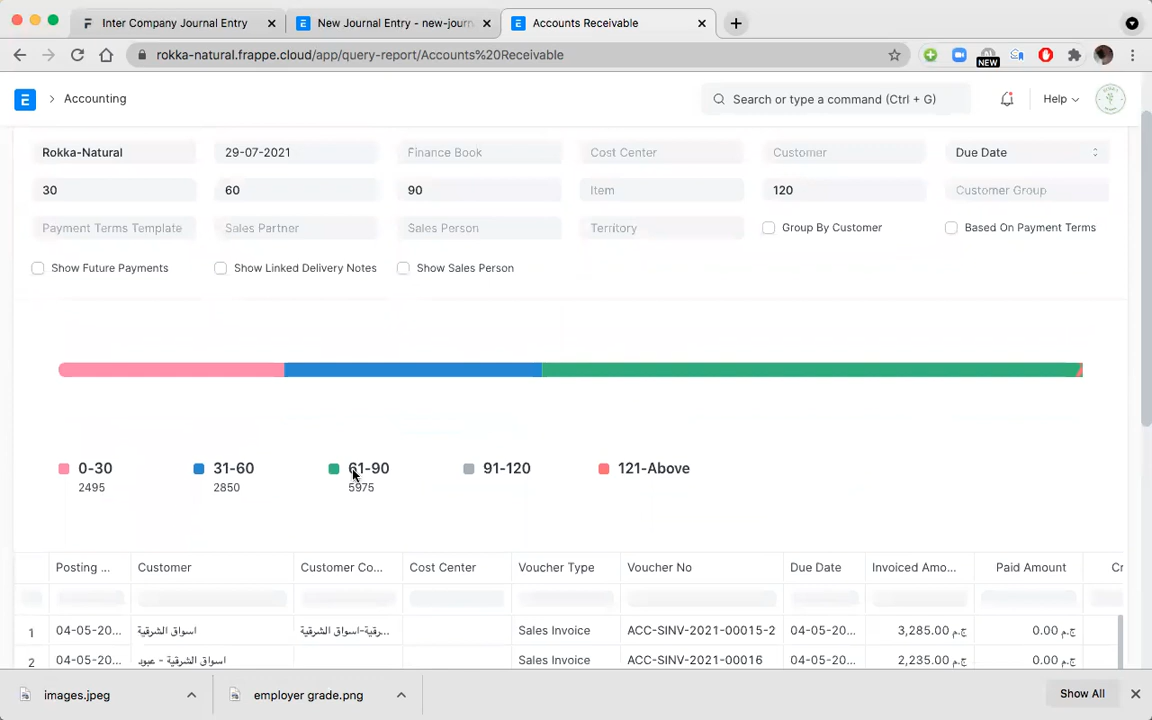 Inter Company Journal Entry
New Journal Entry - new-journ
Accounts Receivable
rokka-natural.frappe.cloud/app/query-report/Accounts%20Receivable
NEW
E
Accounting
Search or type a command (Ctrl + G)
Help
Rokka-Natural
29-07-2021
Finance Book
Cost Center
Customer
Due Date
30
60
90
Item
120
Customer Group
Payment Terms Template
Sales Partner
Sales Person
Territory
Group By Customer
Based On Payment Terms
Show Future Payments
Show Linked Delivery Notes
Show Sales Person
0-30
31-60
61-90
91-120
121-Above
2495
2850
5975
Posting ...
Customer
Customer Co...
Cost Center
Voucher Type
Voucher No
Due Date
Invoiced Amo...
Paid Amount
Cr
1
04-05-20...
اسواق الشرقية
رقية-اسواق الشرقية...
Sales Invoice
ACC-SINV-2021-00015-2
04-05-20...
3,285.00 ج.م
0.00 ج.م
2
04-05-20...
اسواق الشرقية - عبود
Sales Invoice
ACC-SINV-2021-00016
04-05-20...
2,235.00 ج.م
0.00 ج.م
images.jpeg
employer grade.png
Show All